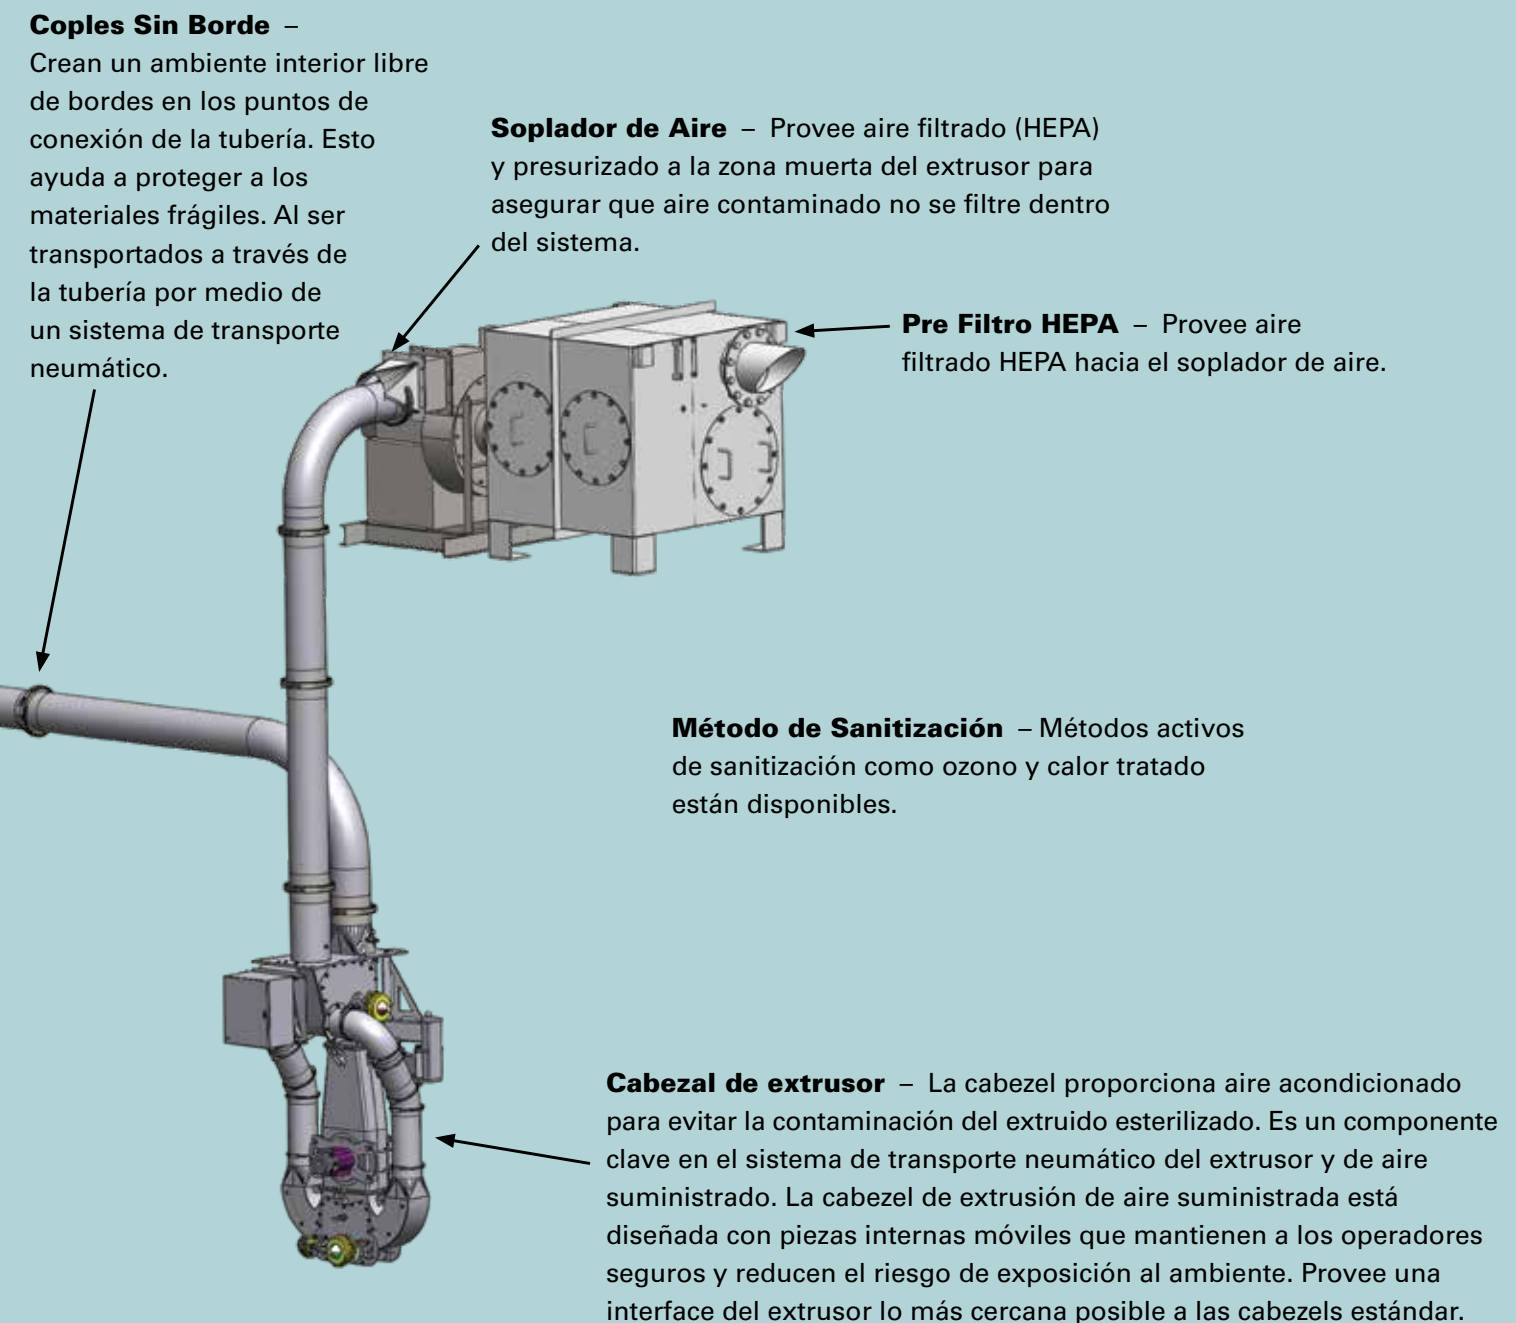 Coples Sin Borde –
Crean un ambiente interior libre
de bordes en los puntos de
conexión de la tubería. Esto
ayuda a proteger a los
materiales frágiles. Al ser
transportados a través de
la tubería por medio de
un sistema de transporte
neumático.
Soplador de Aire – Provee aire filtrado (HEPA)
y presurizado a la zona muerta del extrusor para
asegurar que aire contaminado no se filtre dentro
del sistema.
Pre Filtro HEPA – Provee aire
filtrado HEPA hacia el soplador de aire.
Método de Sanitización – Métodos activos
de sanitización como ozono y calor tratado
están disponibles.
Cabezal de extrusor – La cabezel proporciona aire acondicionado
para evitar la contaminación del extruido esterilizado. Es un componente
clave en el sistema de transporte neumático del extrusor y de aire
suministrado. La cabezel de extrusión de aire suministrada está
diseñada con piezas internas móviles que mantienen a los operadores
seguros y reducen el riesgo de exposición al ambiente. Provee una
interface del extrusor lo más cercana posible a las cabezels estándar.